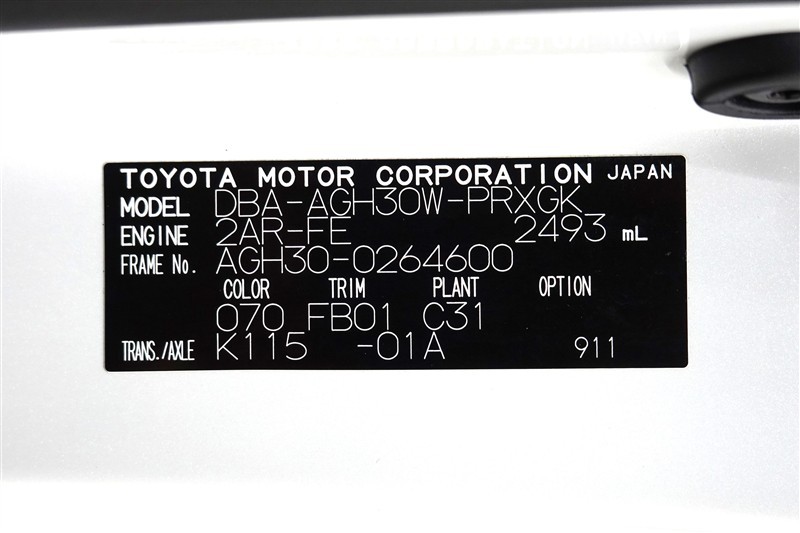 TOYOTA MOTOR CORPORATION JAPAN
MODEL DBA-AGH30W-PRXGK
ENGINE 2AR-FE 2493 mL
FRAME No. AGH30-0264600
COLOR TRIM PLANT OPTION
070 FB01 C31
TRANS./AXLE K115 -01A 911